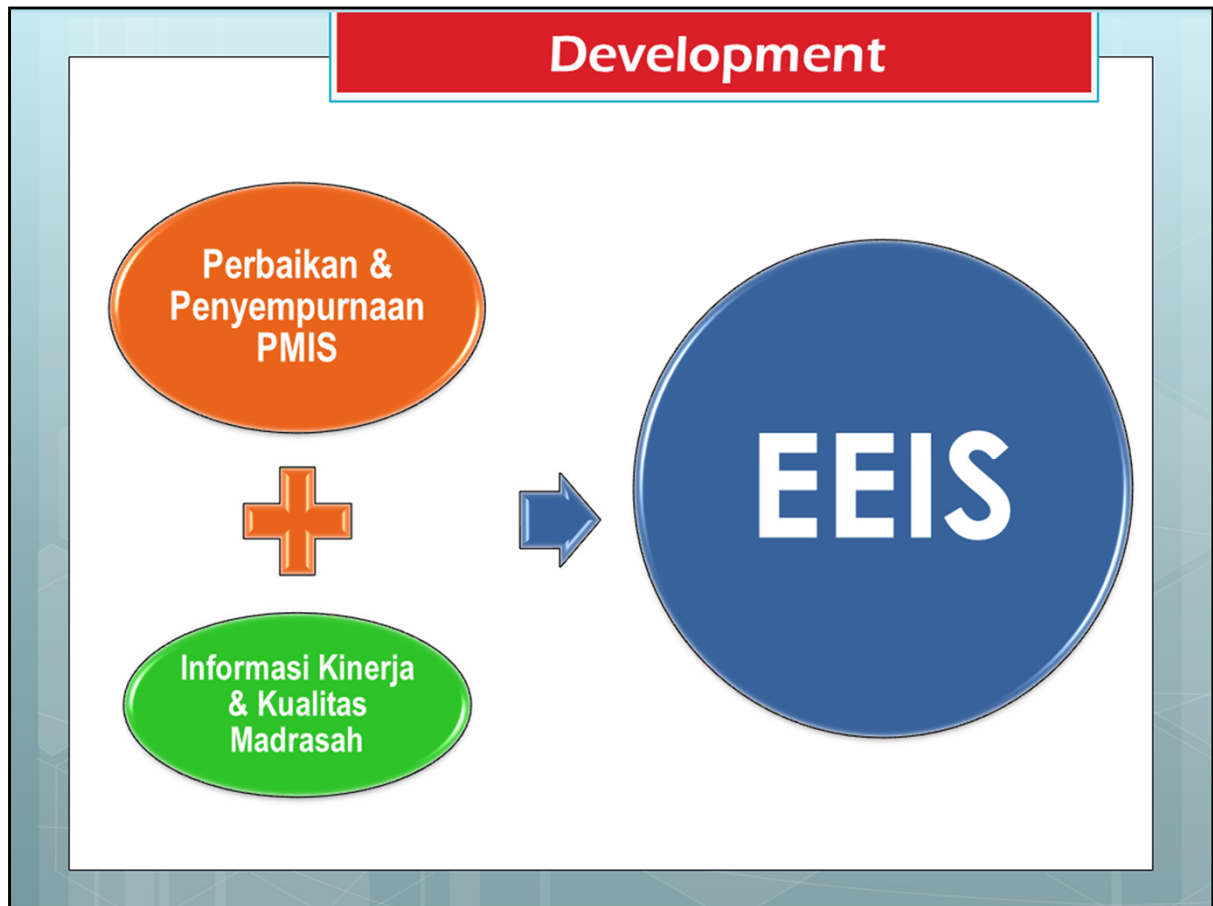 Development
Perbaikan &
Penyempurnaan
PMIS
Informasi Kinerja
& Kualitas
Madrasah
EEIS